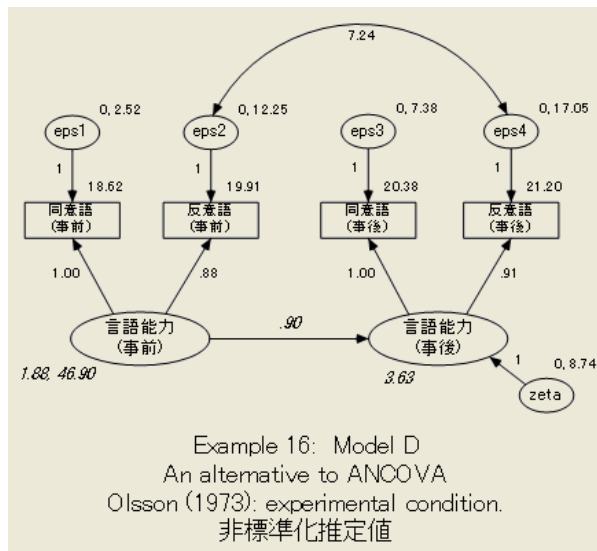 7.24
0, 2.52
0, 12.25
0, 7.38
0, 17.05
eps1
eps2
eps3
eps4
1
1
1
1
18.62
19.91
20.38
21.20
同意語
(事前)
反意語
(事前)
同意語
(事後)
反意語
(事後)
1.00
.88
1.00
.91
言語能力
(事前)
.90
言語能力
(事後)
1.88, 46.90
3.63
1
0, 8.74
zeta
Example 16: Model D
An alternative to ANCOVA
Olsson (1973): experimental condition.
非標準化推定値